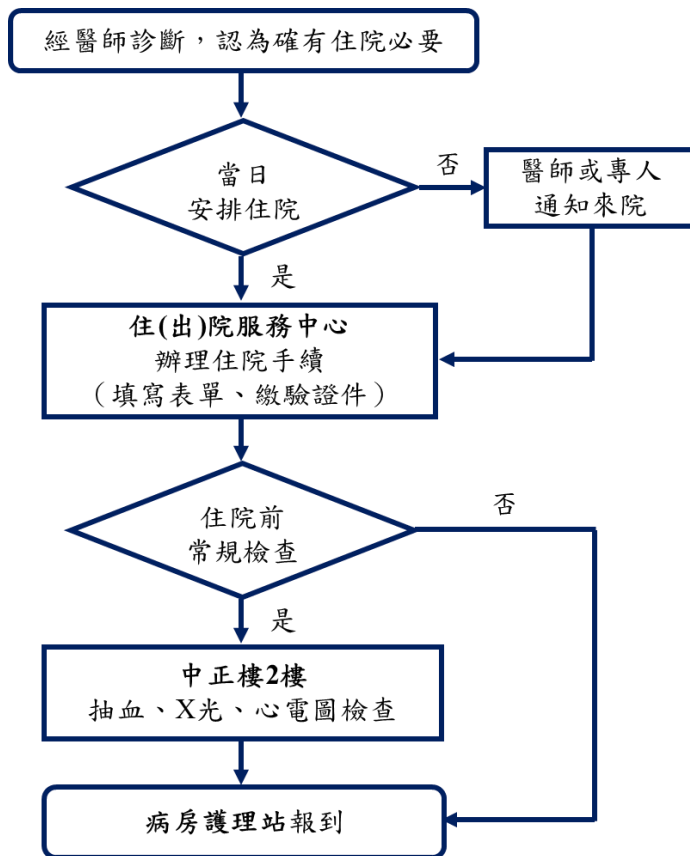 經醫師診斷，認為確有住院必要
當日
安排住院
否
醫師或專人
通知來院
是
住(出)院服務中心
辦理住院手續
（填寫表單、繳驗證件）
住院前
常規檢查
否
是
中正樓2樓
抽血、X光、心電圖檢查
病房護理站報到